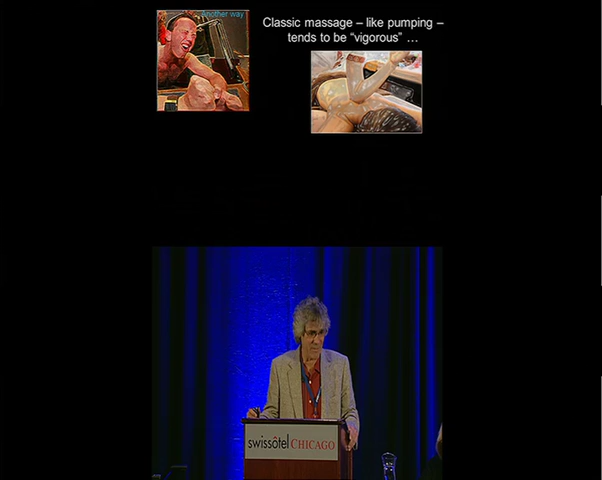 Another way
Classic massage – like pumping –
tends to be “vigorous” …
swissôtel CHICAGO